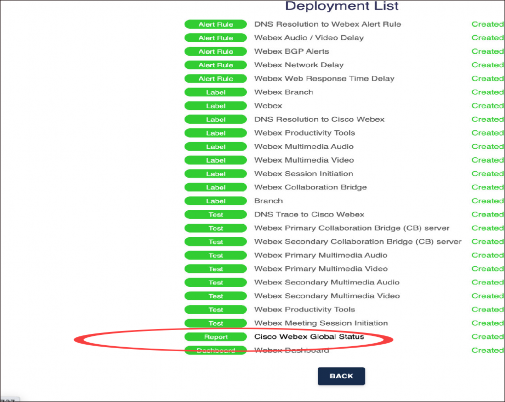 Deployment List
Alert Rule DNS Resolution to Webex Alert Rule Created
Alert Rule Webex Audio / Video Delay Created
Alert Rule Webex BGP Alerts Created
Alert Rule Webex Network Delay Created
Alert Rule Webex Web Response Time Delay Created
Label Webex Branch Created
Label Webex Created
Label DNS Resolution to Cisco Webex Created
Label Webex Productivity Tools Created
Label Webex Multimedia Audio Created
Label Webex Multimedia Video Created
Label Webex Session Initiation Created
Label Webex Collaboration Bridge Created
Label Branch Created
Test DNS Trace to Cisco Webex Created
Test Webex Primary Collaboration Bridge (CB) server Created
Test Webex Secondary Collaboration Bridge (CB) server Created
Test Webex Primary Multimedia Audio Created
Test Webex Primary Multimedia Video Created
Test Webex Secondary Multimedia Audio Created
Test Webex Secondary Multimedia Video Created
Test Webex Productivity Tools Created
Test Webex Meeting Session Initiation Created
Report Cisco Webex Global Status Created
Dashboard Webex Dashboard Created
BACK